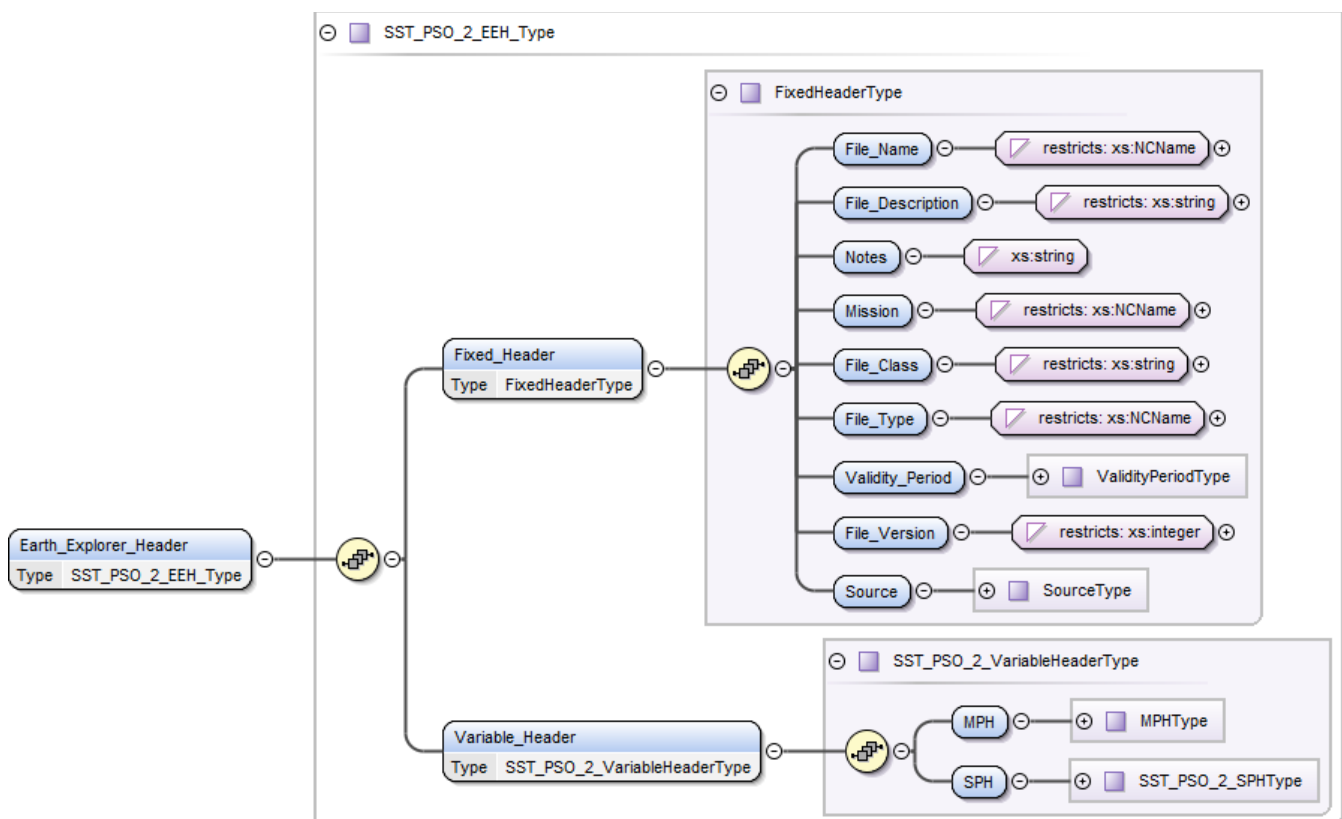 SST_PSO_2_EEH_Type
FixedHeaderType
File_Name restricts: xs:NCName
File_Description restricts: xs:string
Notes xs:string
Mission restricts: xs:NCName
Fixed_Header
Type FixedHeaderType
File_Class restricts: xs:string
File_Type restricts: xs:NCName
Validity_Period ValidityPeriodType
File_Version restricts: xs:integer
Earth_Explorer_Header
Type SST_PSO_2_EEH_Type
Source SourceType
SST_PSO_2_VariableHeaderType
Variable_Header
Type SST_PSO_2_VariableHeaderType
MPH MPHType
SPH SST_PSO_2_SPHType